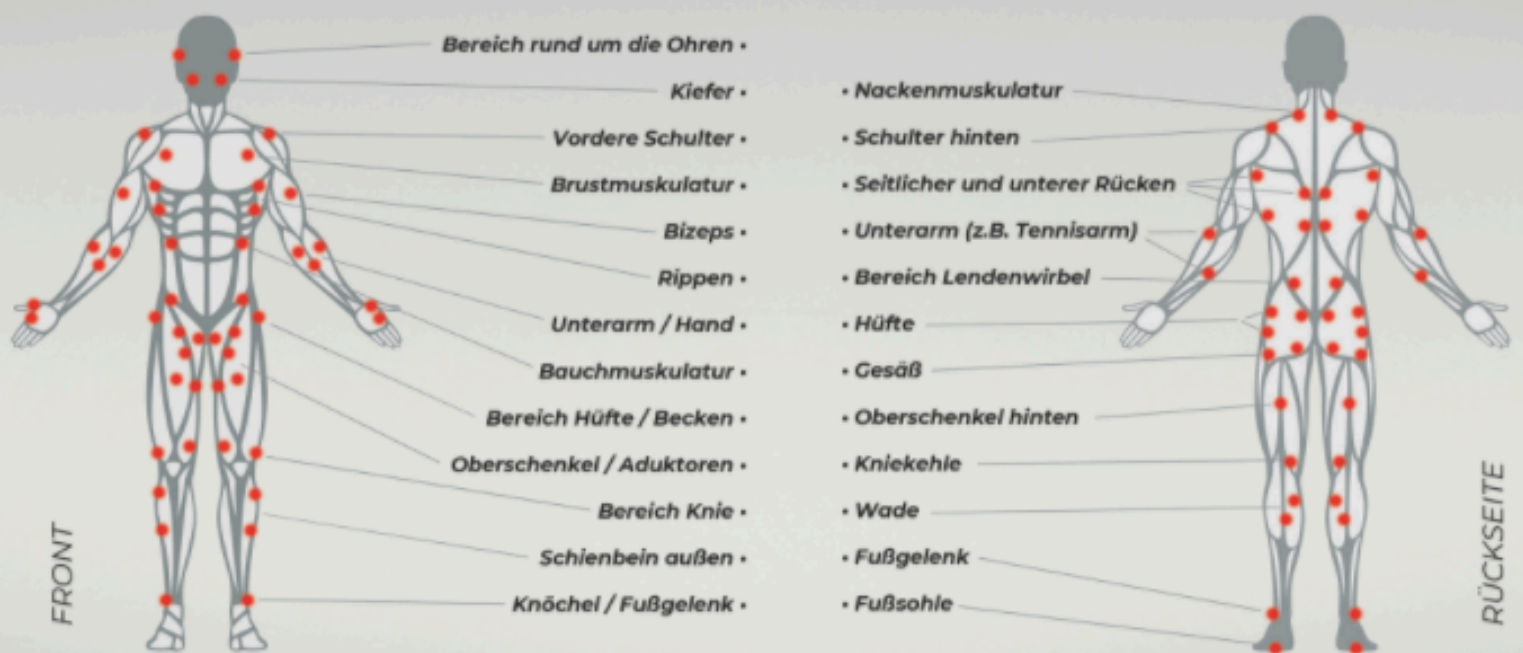 Bereich rund um die Ohren •
Kiefer •
Vordere Schulter •
Brustmuskulatur •
Bizeps •
Rippen •
Unterarm / Hand •
Bauchmuskulatur •
Bereich Hüfte / Becken •
Oberschenkel / Aduktoren •
Bereich Knie •
Schienbein außen •
Knöchel / Fußgelenk •
FRONT
• Nackenmuskulatur
• Schulter hinten
• Seitlicher und unterer Rücken
• Unterarm (z.B. Tennisarm)
• Bereich Lendenwirbel
• Hüfte
• Gesäß
• Oberschenkel hinten
• Kniekehle
• Wade
• Fußgelenk
• Fußsohle
RÜCKSEITE